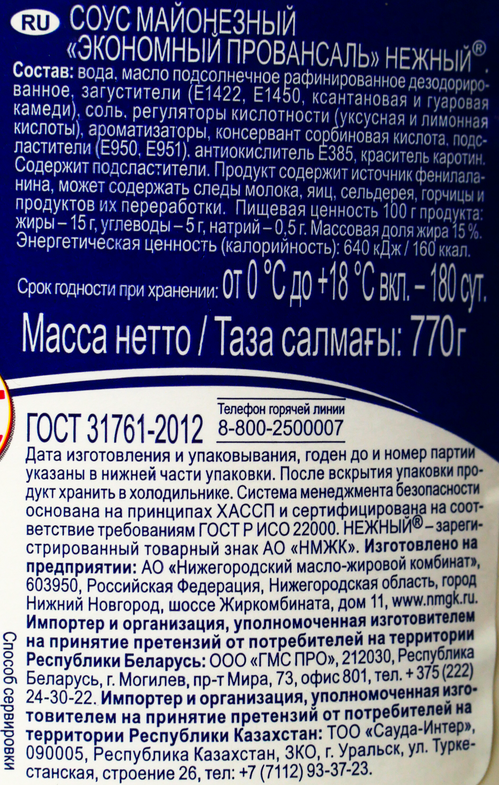 RU СОУС МАЙОНЕЗНЫЙ
«ЭКОНОМНЫЙ ПРОВАНСАЛЬ» НЕЖНЫЙ®.
Состав: вода, масло подсолнечное рафинированное дезодориро-
ванное, загустители (Е1422, Е1450, ксантановая и гуаровая
камеди), соль, регуляторы кислотности (уксусная и лимонная
кислоты), ароматизаторы, консервант сорбиновая кислота, подс-
ластители (Е950, Е951), антиокислитель Е385, краситель каротин.
Содержит подсластители. Продукт содержит источник фенилала-
нина, может содержать следы молока, яиц, сельдерея, горчицы и
продуктов их переработки. Пищевая ценность 100 г продукта:
жиры – 15 г, углеводы – 5 г, натрий – 0,5 г. Массовая доля жира 15 %.
Энергетическая ценность (калорийность): 640 кДж / 160 ккал.
Срок годности при хранении: от 0 °С до +18 °С вкл. – 180 сут.
Масса нетто / Таза салмағы: 770г
ГОСТ 31761-2012
Телефон горячей линии
8-800-2500007
Дата изготовления и упаковывания, годен до и номер партии
указаны в нижней части упаковки. После вскрытия упаковки про-
дукт хранить в холодильнике. Система менеджмента безопасности
основана на принципах ХАССП и сертифицирована на соот-
ветствие требованиям ГОСТ Р ИСО 22000. НЕЖНЫЙ® – зареги-
стрированный товарный знак АО «НМЖК». Изготовлено на
предприятии: АО «Нижегородский масло-жировой комбинат»,
603950, Российская Федерация, Нижегородская область, город
Нижний Новгород, шоссе Жиркомбината, дом 11, www.nmgk.ru.
Импортер и организация, уполномоченная изготовителем
на принятие претензий от потребителей на территории
Республики Беларусь: ООО «ГМС ПРО», 212030, Республика
Беларусь, г. Могилев, пр-т Мира, 73, офис 801, тел. + 375 (222)
24-30-22. Импортер и организация, уполномоченная изго-
товителем на принятие претензий от потребителей на
территории Республики Казахстан: ТОО «Сауда-Интер»,
090005, Республика Казахстан, ЗКО, г. Уральск, ул. Турке-
станская, строение 26, тел: +7 (7112) 93-37-23.
Способ сервировки